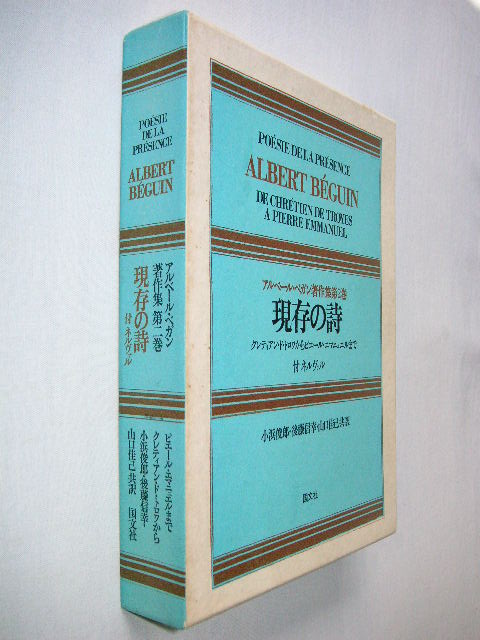 POÉSIE
DE LA
PRÉSENCE
ALBERT
BÉGUIN
アルベール・ベガン
著作集 第二巻
現存の詩
付 ネルヴァル
クレティアン・ド・トロワから
ピエール・エマニュエルまで
小浜俊郎・後藤信幸・
山口佳己共訳 国文社
POÉSIE DE LA PRÉSENCE
ALBERT BÉGUIN
DE CHRÉTIEN DE TROYES
À PIERRE EMMANUEL
アルベール・ベガン著作集第2巻
現存の詩
クレティアン・ド・トロワからピエール・エマニュエルまで
付 ネルヴァル
小浜俊郎・後藤信幸・山口佳己共訳
国文社